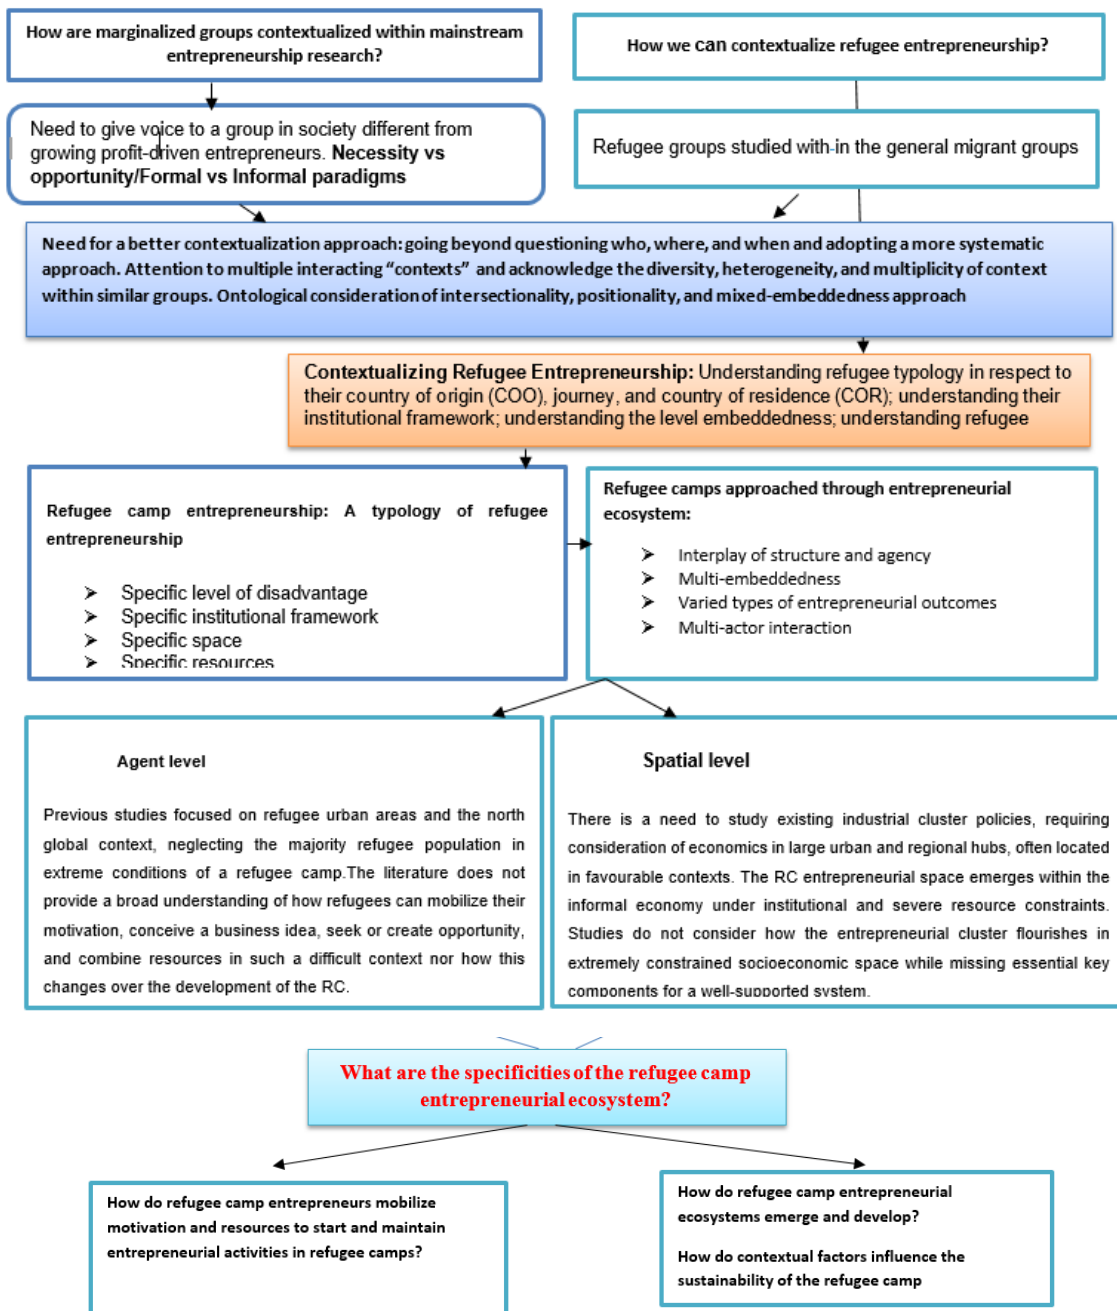 How are marginalized groups contextualized within mainstream
entrepreneurship research?
How we can contextualize refugee entrepreneurship?
Need to give voice to a group in society different from
growing profit-driven entrepreneurs. Necessity vs
opportunity/Formal vs Informal paradigms
Refugee groups studied with-in the general migrant groups
Need for a better contextualization approach: going beyond questioning who, where, and when and adopting a more systematic
approach. Attention to multiple interacting “contexts” and acknowledge the diversity, heterogeneity, and multiplicity of context
within similar groups. Ontological consideration of intersectionality, positionality, and mixed-embeddedness approach
Contextualizing Refugee Entrepreneurship: Understanding refugee typology in respect to
their country of origin (COO), journey, and country of residence (COR); understanding their
institutional framework; understanding the level embeddedness; understanding refugee
Refugee camp entrepreneurship: A typology of refugee
entrepreneurship
➢ Specific level of disadvantage
➢ Specific institutional framework
➢ Specific space
➢ Specific resources
Refugee camps approached through entrepreneurial
ecosystem:
➢ Interplay of structure and agency
➢ Multi-embeddedness
➢ Varied types of entrepreneurial outcomes
➢ Multi-actor interaction
Agent level
Previous studies focused on refugee urban areas and the north
global context, neglecting the majority refugee population in
extreme conditions of a refugee camp.The literature does not
provide a broad understanding of how refugees can mobilize their
motivation, conceive a business idea, seek or create opportunity,
and combine resources in such a difficult context nor how this
changes over the development of the RC.
Spatial level
There is a need to study existing industrial cluster policies, requiring
consideration of economics in large urban and regional hubs, often located
in favourable contexts. The RC entrepreneurial space emerges within the
informal economy under institutional and severe resource constraints.
Studies do not consider how the entrepreneurial cluster flourishes in
extremely constrained socioeconomic space while missing essential key
components for a well-supported system.
What are the specificities of the refugee camp
entrepreneurial ecosystem?
How do refugee camp entrepreneurs mobilize
motivation and resources to start and maintain
entrepreneurial activities in refugee camps?
How do refugee camp entrepreneurial
ecosystems emerge and develop?
How do contextual factors influence the
sustainability of the refugee camp